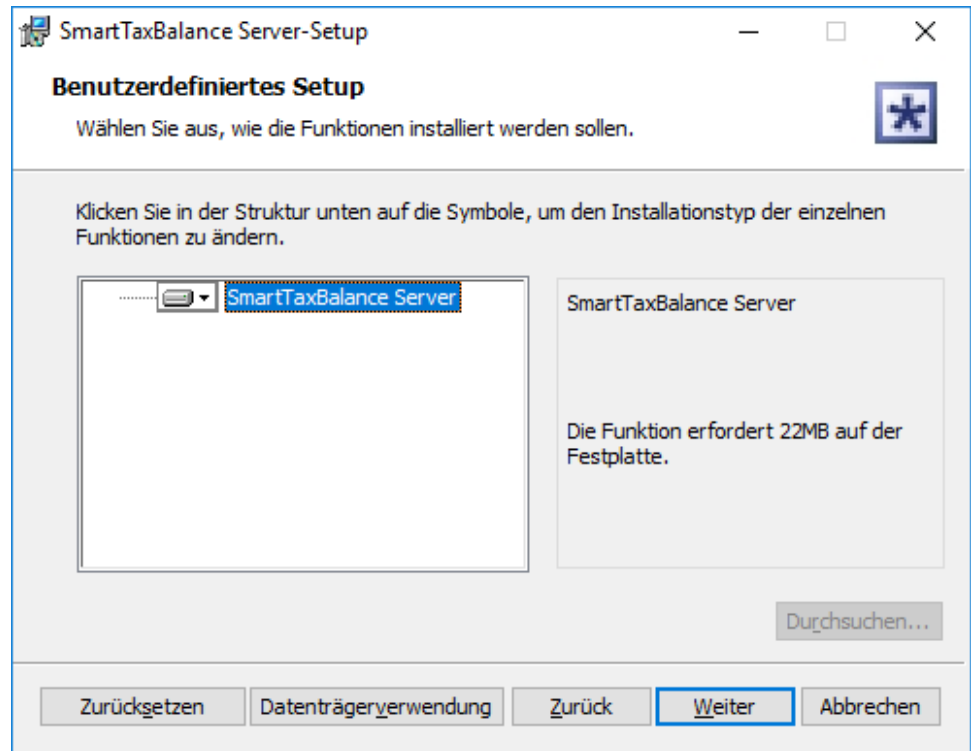 SmartTaxBalance Server-Setup
Benutzerdefiniertes Setup
Wählen Sie aus, wie die Funktionen installiert werden sollen.
Klicken Sie in der Struktur unten auf die Symbole, um den Installationstyp der einzelnen
Funktionen zu ändern.
SmartTaxBalance Server
SmartTaxBalance Server
Die Funktion erfordert 22MB auf der
Festplatte.
Durchsuchen...
Zurücksetzen
Datenträgerverwendung
Zurück
Weiter
Abbrechen